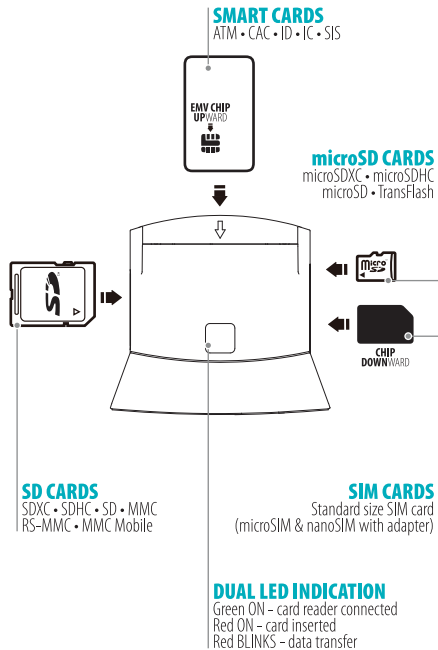 SMART CARDS
ATM • CAC • ID • IC • SIS
EMV CHIP
UPWARD
microSD CARDS
microSDXC • microSDHC
microSD • TransFlash
Micro
SD
SD
CHIP
DOWNWARD
SD CARDS
SDXC • SDHC • SD • MMC
RS-MMC • MMC Mobile
SIM CARDS
Standard size SIM card
(microSIM & nanoSIM with adapter)
DUAL LED INDICATION
Green ON – card reader connected
Red ON – card inserted
Red BLINKS – data transfer